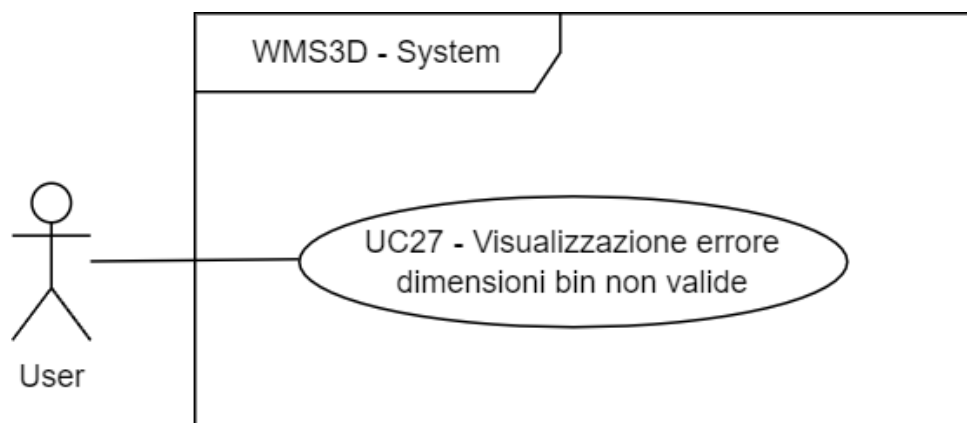 WMS3D - System
UC27 - Visualizzazione errore
dimensioni bin non valide
User